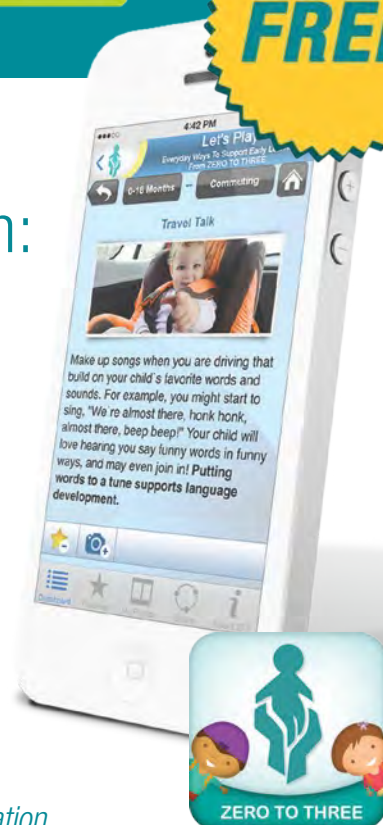 FREE
4:42 PM
Let's Play
Everyday Ways To Support Early
From ZERO TO THREE
0-16 Months - Commuting
Travel Talk
Make up songs when you are driving that
build on your child's favorite words and
sounds. For example, you might start to
sing, "We're almost there, honk honk,
almost there, beep beep!" Your child will
love hearing you say funny words in funny
ways, and may even join in! Putting
words to a tune supports language
development.
Dashboard
ZERO TO THREE